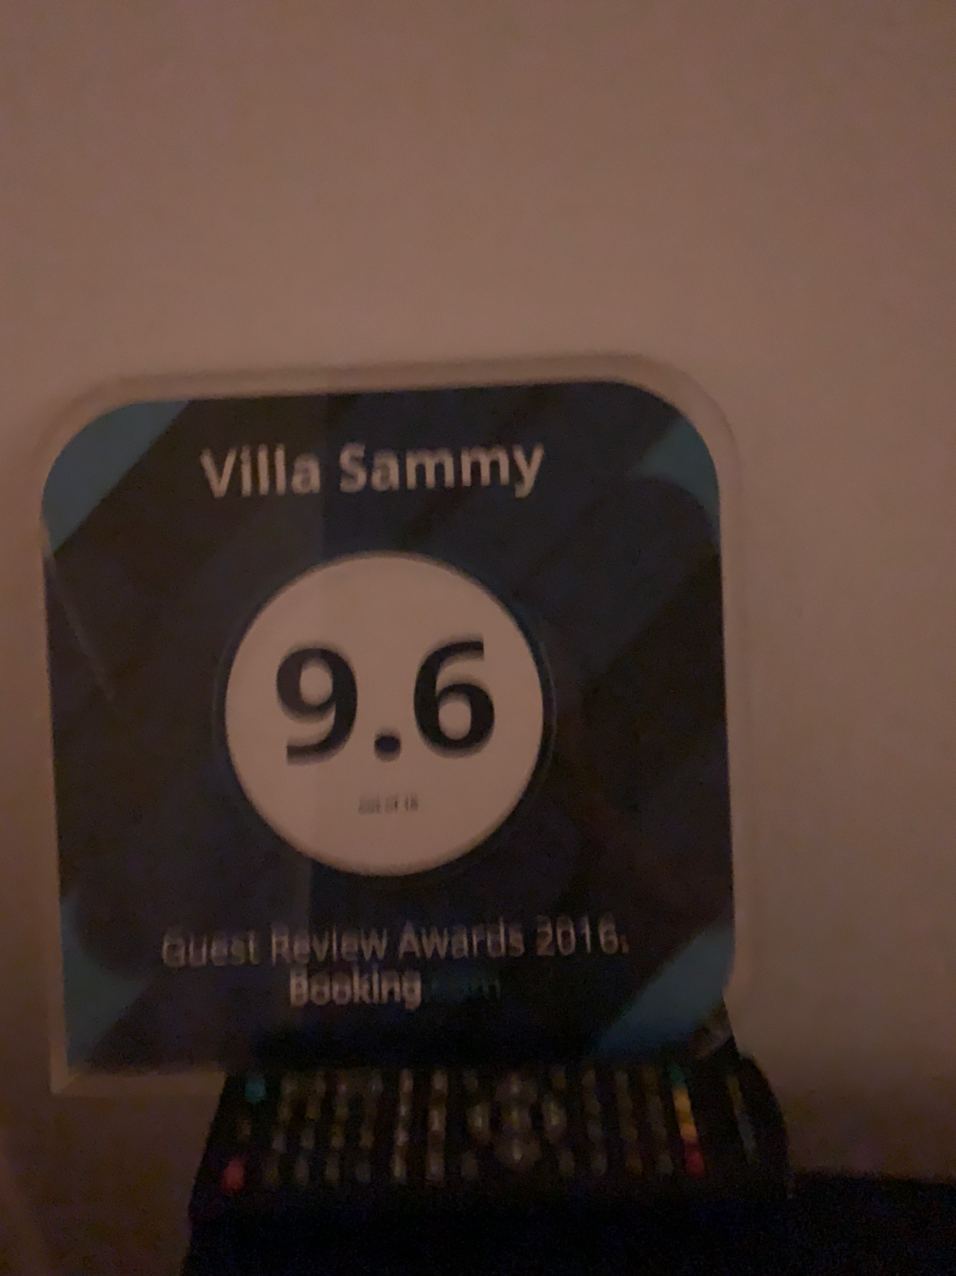 Villa Sammy
9.6
Guest Review Awards 2016.
Booking